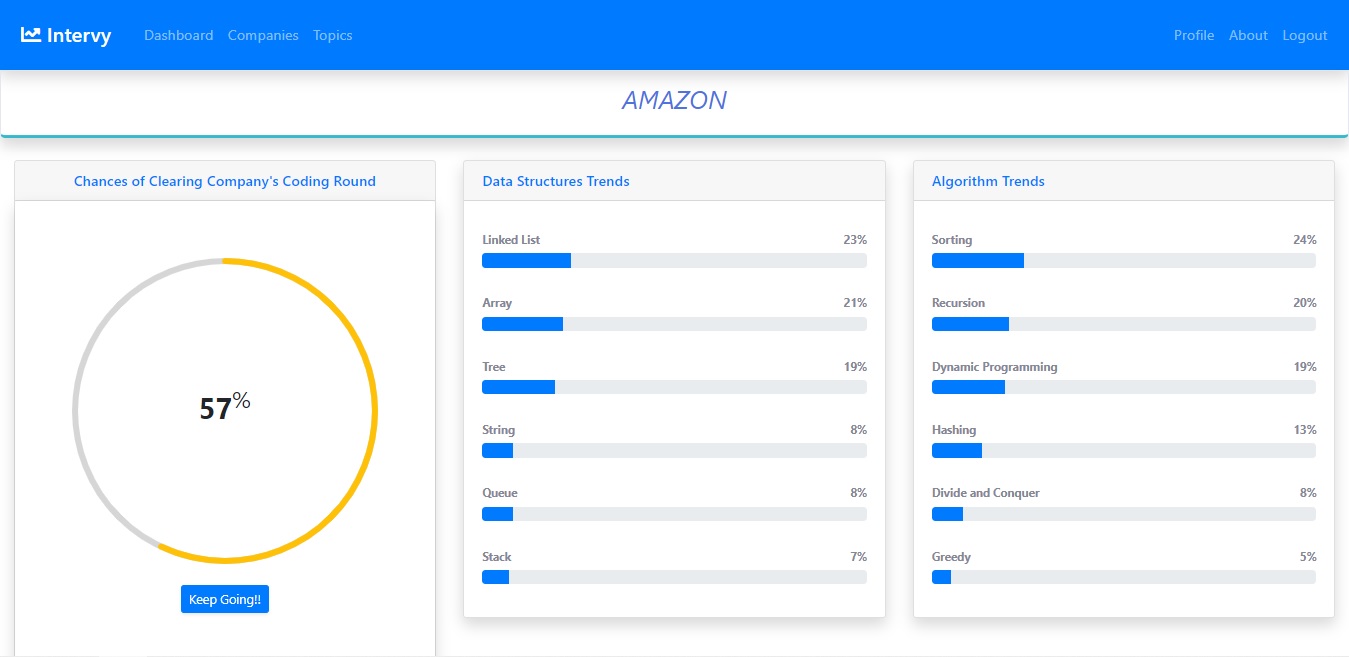 Intervy Dashboard Companies Topics Profile About Logout
AMAZON
Chances of Clearing Company's Coding Round
57%
Keep Going!!
Data Structures Trends
Linked List 23%
Array 21%
Tree 19%
String 8%
Queue 8%
Stack 7%
Algorithm Trends
Sorting 24%
Recursion 20%
Dynamic Programming 19%
Hashing 13%
Divide and Conquer 8%
Greedy 5%